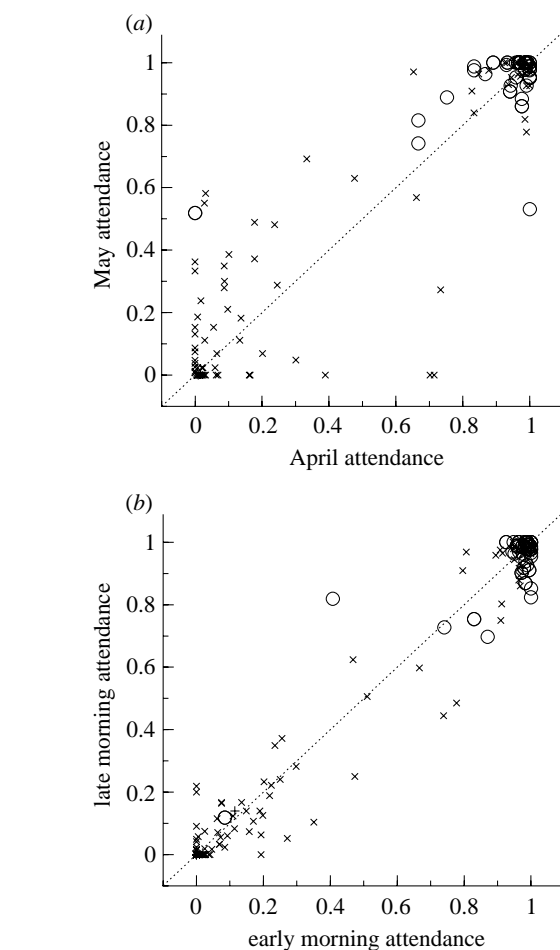 (a)
1
0.8
0.6
0.4
0.2
0
May attendance
0 0.2 0.4 0.6 0.8 1
April attendance
(b)
1
0.8
0.6
0.4
0.2
0
late morning attendance
0 0.2 0.4 0.6 0.8 1
early morning attendance